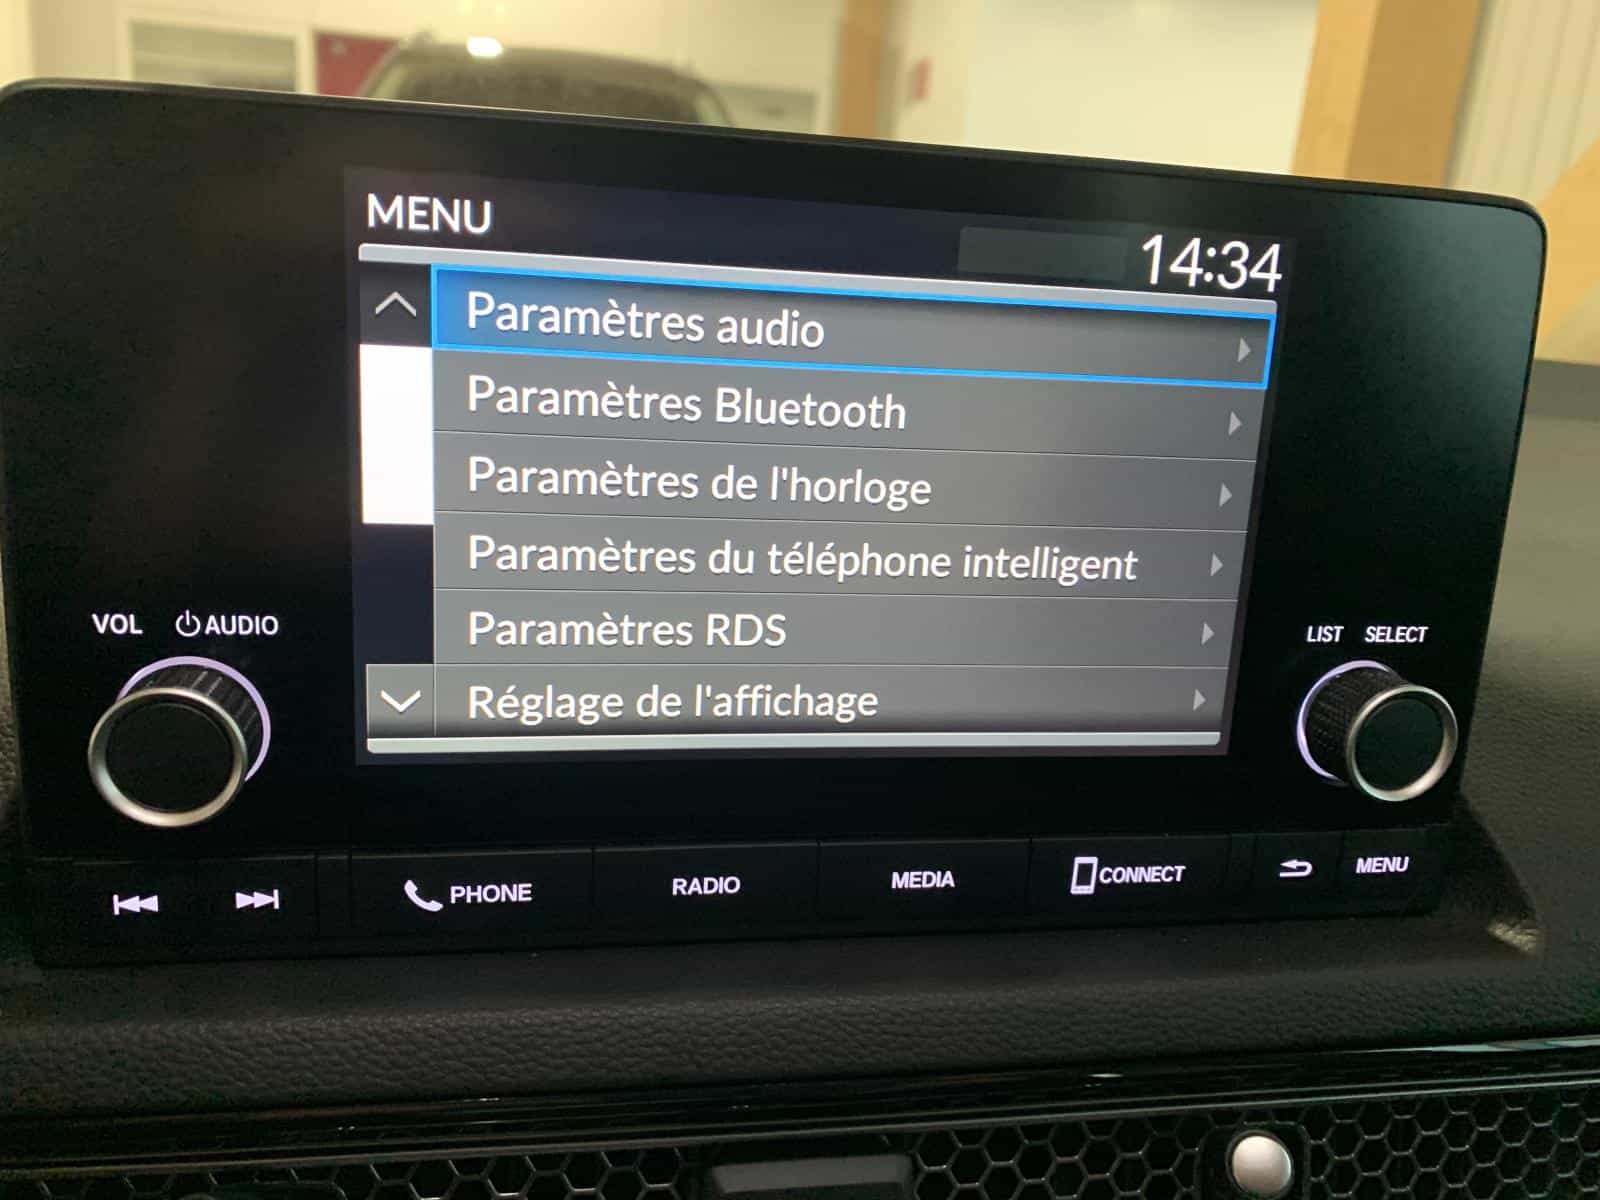 MENU
14:34
Paramètres audio
Paramètres Bluetooth
Paramètres de l'horloge
Paramètres du téléphone intelligent
Paramètres RDS
Réglage de l'affichage
VOL AUDIO
LIST SELECT
PHONE RADIO MEDIA CONNECT MENU